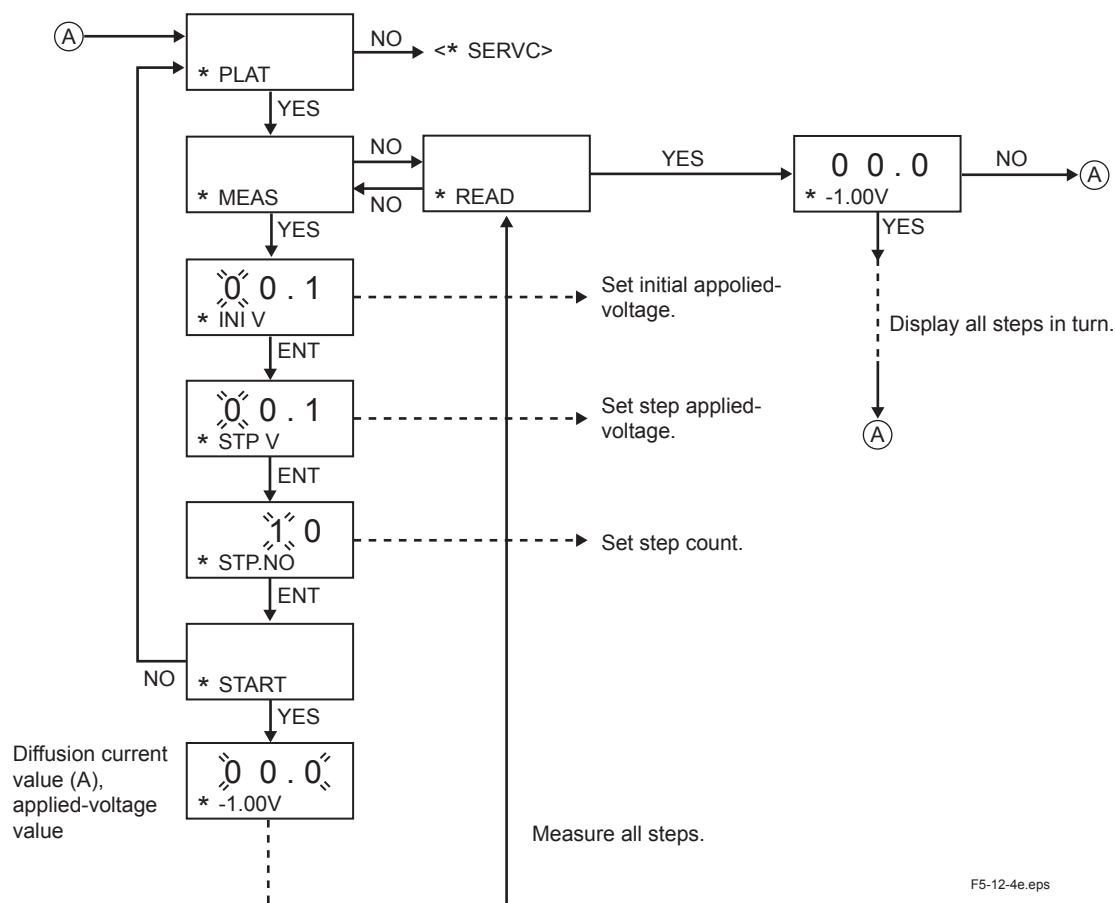 A
* PLAT
NO
<* SERVC>
YES
* MEAS
NO
NO
* READ
YES
0 0 . 0
* -1.00V
NO
A
YES
YES
0 0 . 1
* INI V
Set initial appolied-
voltage.
Display all steps in turn.
A
ENT
0 0 . 1
* STP V
Set step applied-
voltage.
ENT
1 0
* STP.NO
Set step count.
ENT
NO
* START
YES
Diffusion current
value (A),
applied-voltage
value
0 0 . 0
* -1.00V
Measure all steps.
F5-12-4e.eps